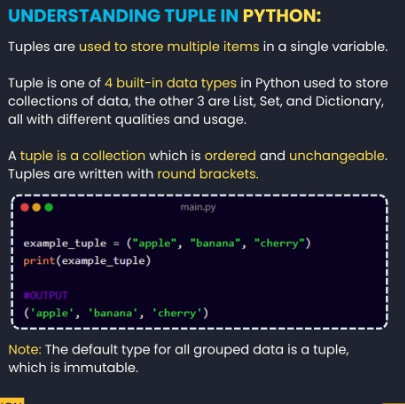 UNDERSTANDING TUPLE IN PYTHON:
Tuples are used to store multiple items in a single variable.
Tuple is one of 4 built-in data types in Python used to store
collections of data, the other 3 are List, Set, and Dictionary,
all with different qualities and usage.
A tuple is a collection which is ordered and unchangeable.
Tuples are written with round brackets.
main.py
example_tuple = ("apple", "banana", "cherry")
print(example_tuple)
#OUTPUT
('apple', 'banana', 'cherry')
Note: The default type for all grouped data is a tuple,
which is immutable.